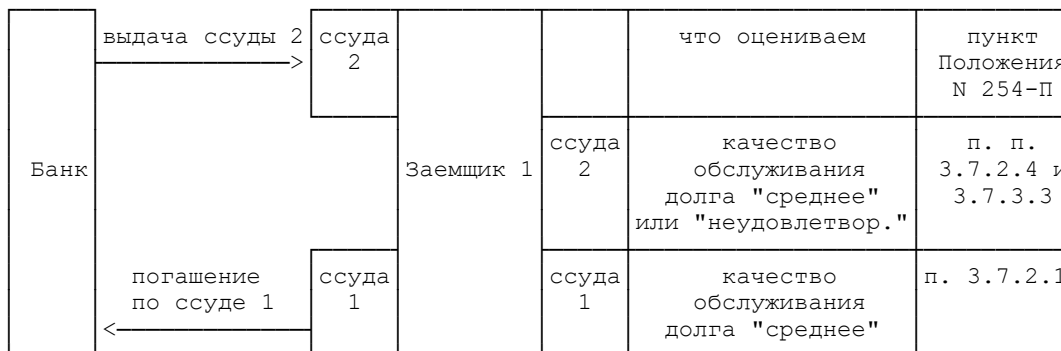 выдача ссуды 2 ссуда что оцениваем пункт
2 Положения
N 254-П
ссуда качество п. п.
Банк Заемщик 1 2 обслуживания 3.7.2.4 и
долга "среднее" 3.7.3.3
или "неудовлетвор."
погашение ссуда ссуда качество п. 3.7.2.1
по ссуде 1 1 1 обслуживания
долга "среднее"